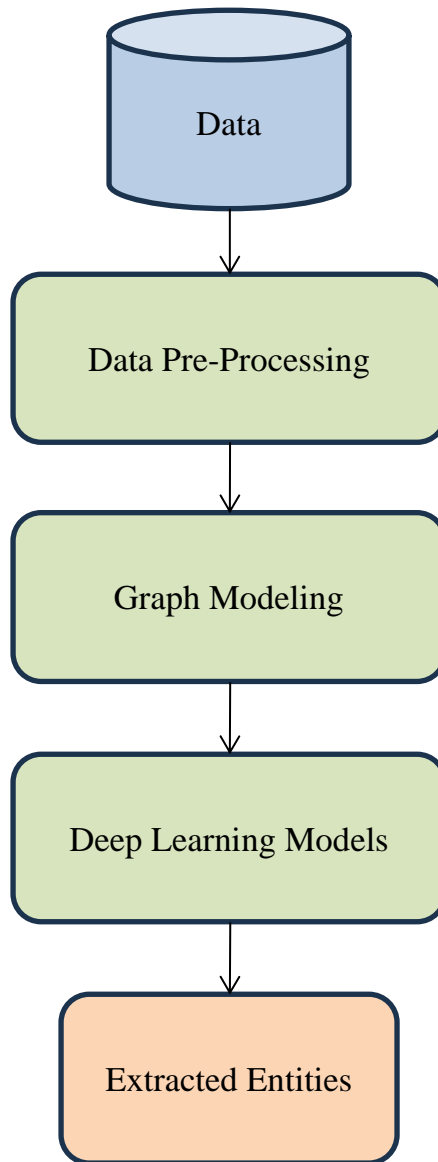 Data
Data Pre-Processing
Graph Modeling
Deep Learning Models
Extracted Entities